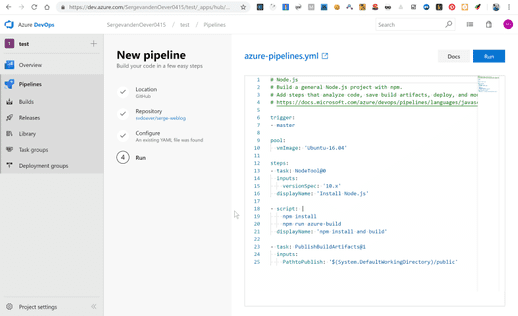 https://dev.azure.com/SergevandenOever0415/test/_apps/hub/...
Azure DevOps
SergevandenOever0415 / test / Pipelines
Search
T test
Overview
Pipelines
Builds
Releases
Library
Task groups
Deployment groups
Project settings
New pipeline
Build your code in a few easy steps
Location
GitHub
Repository
svdoever/serge-weblog
Configure
An existing YAML file was found
4 Run
azure-pipelines.yml
Docs
Run
1 # Node.js
2 # Build a general Node.js project with npm.
3 # Add steps that analyze code, save build artifacts, deploy, and mo
4 # https://docs.microsoft.com/azure/devops/pipelines/languages/javas
5
6 trigger:
7 - master
8
9 pool:
10 vmImage: 'Ubuntu-16.04'
11
12 steps:
13 - task: NodeTool@0
14 inputs:
15 versionSpec: '10.x'
16 displayName: 'Install Node.js'
17
18 - script: |
19 npm install
20 npm run azure-build
21 displayName: 'npm install and build'
22
23 - task: PublishBuildArtifacts@1
24 inputs:
25 PathtoPublish: '$(System.DefaultWorkingDirectory)/public'